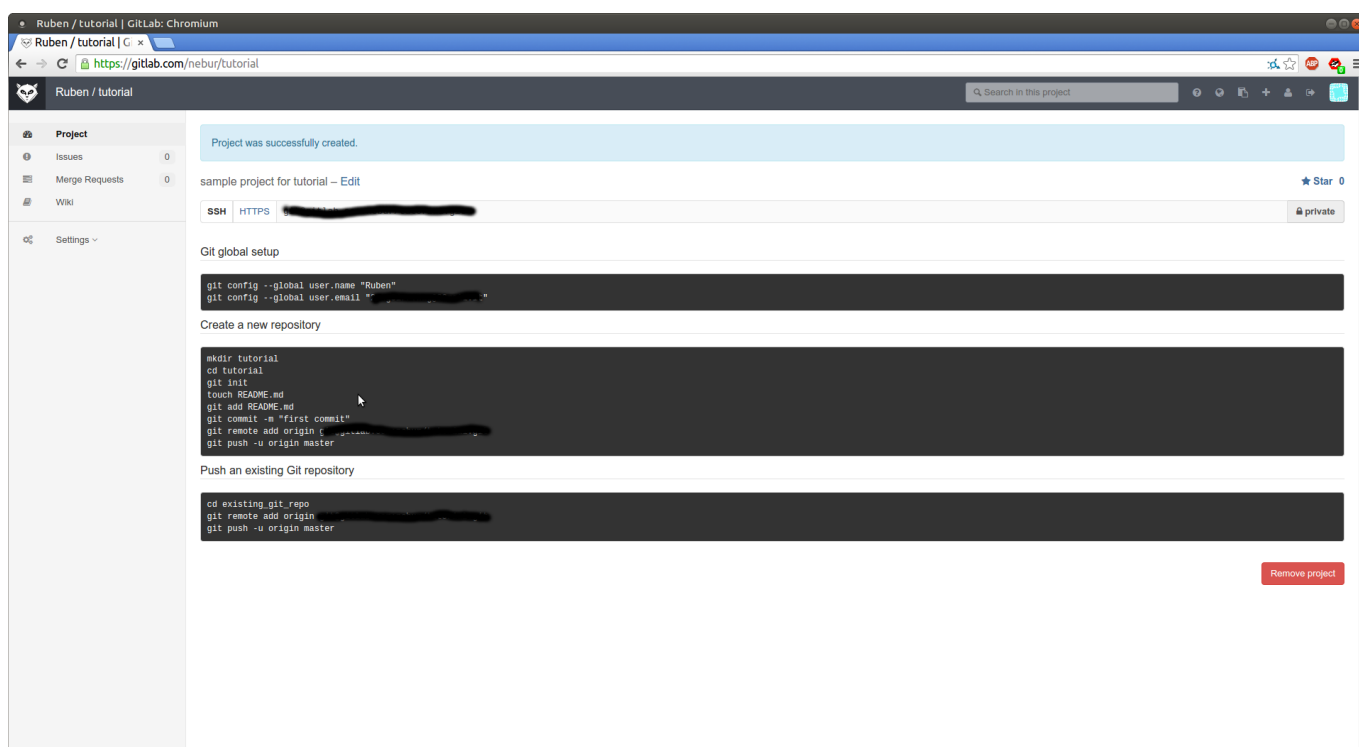 Ruben / tutorial | GitLab: Chromium
Ruben / tutorial | G
https://gitlab.com/nebur/tutorial
ABP
Ruben / tutorial
Search in this project
Project
Project was successfully created.
Issues 0
Merge Requests 0
sample project for tutorial – Edit
Star 0
Wiki
SSH HTTPS
private
Settings
Git global setup
git config --global user.name "Ruben"
git config --global user.email " "
Create a new repository
mkdir tutorial
cd tutorial
git init
touch README.md
git add README.md
git commit -m "first commit"
git remote add origin
git push -u origin master
Push an existing Git repository
cd existing_git_repo
git remote add origin
git push -u origin master
Remove project